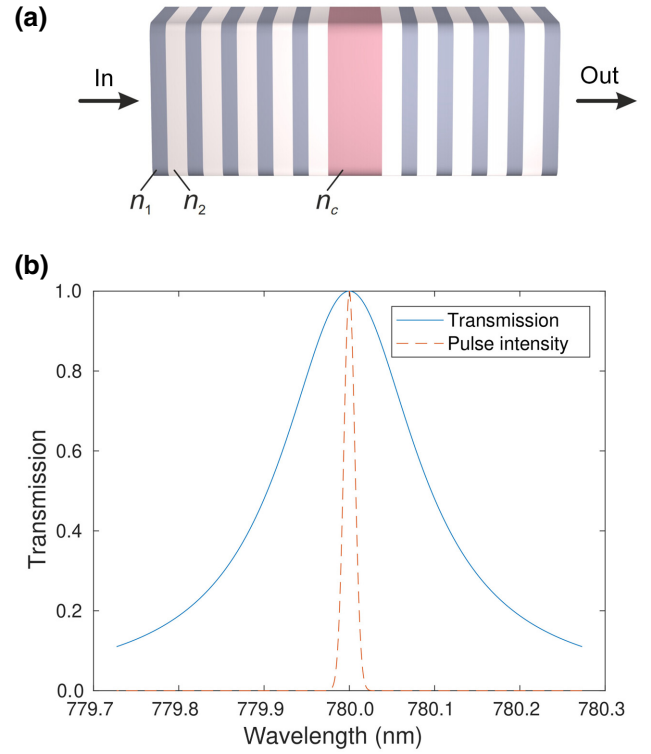 (a)
In
Out
n1
n2
nc
(b)
1.0
Transmission
Pulse intensity
0.8
0.6
0.4
0.2
0.0
Transmission
779.7 779.8 779.9 780.0 780.1 780.2 780.3
Wavelength (nm)